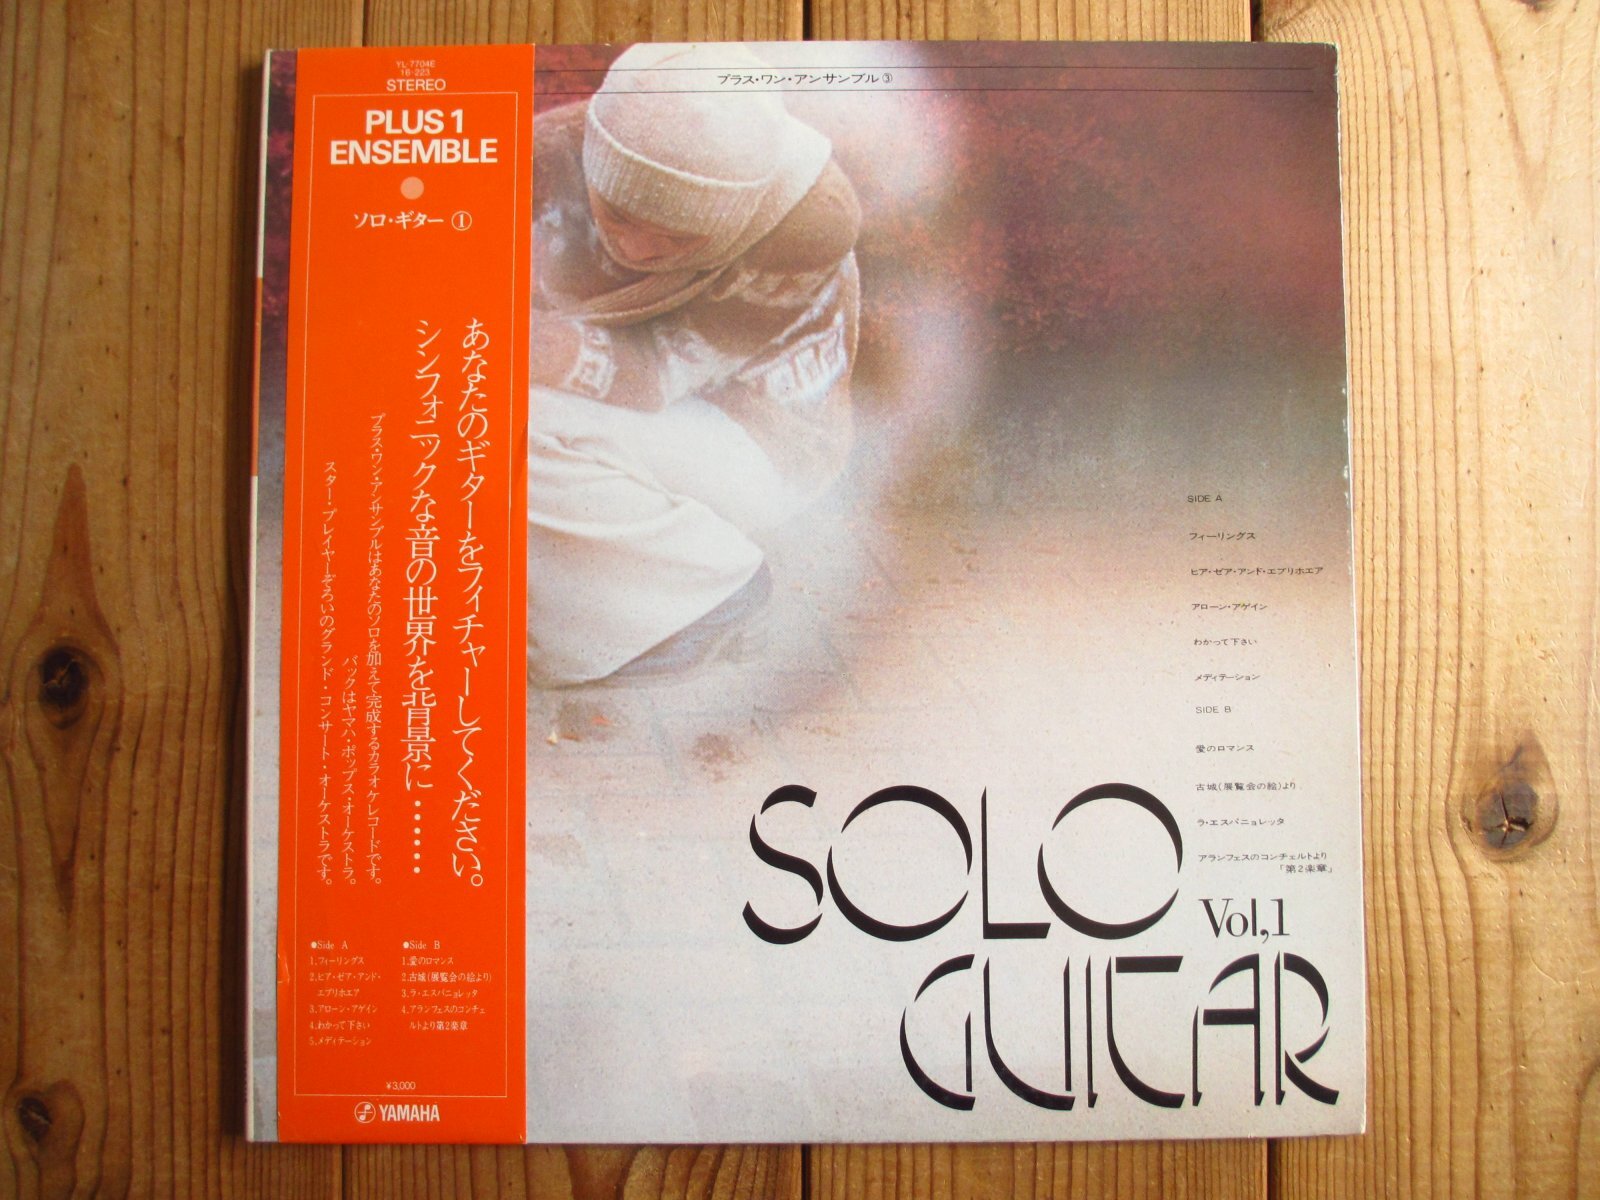 YL-7704E
16-223
STEREO
PLUS 1
ENSEMBLE
ソロ・ギター①
あなたのギターをフィチャーしてください。
シンフォニックな音の世界を背景に……
プラス・ワン・アンサンブルはあなたのソロを加えて完成するカラオケレコードです。
バックはヤマハ・ポップス・オーケストラ。
スター・プレイヤーぞろいのグランド・コンサート・オーケストラです。
●Side A
1.フィーリングス
2.ヒア・ゼア・アンド・
エブリホエア
3.アローン・アゲイン
4.わかって下さい
5.メディテーション
●Side B
1.愛のロマンス
2.古城(展覧会の絵より)
3.ラ・エスパニョレッタ
4.アランフェスのコンチェ
ルトより第2楽章
¥3,000
YAMAHA
プラス・ワン・アンサンブル③
SIDE A
フィーリングス
ヒア・ゼア・アンド・エブリホエア
アローン・アゲイン
わかって下さい
メディテーション
SIDE B
愛のロマンス
古城(展覧会の絵)より
ラ・エスパニョレッタ
アランフェスのコンチェルトより
「第2楽章」
SOLO
Vol,1
GUITAR